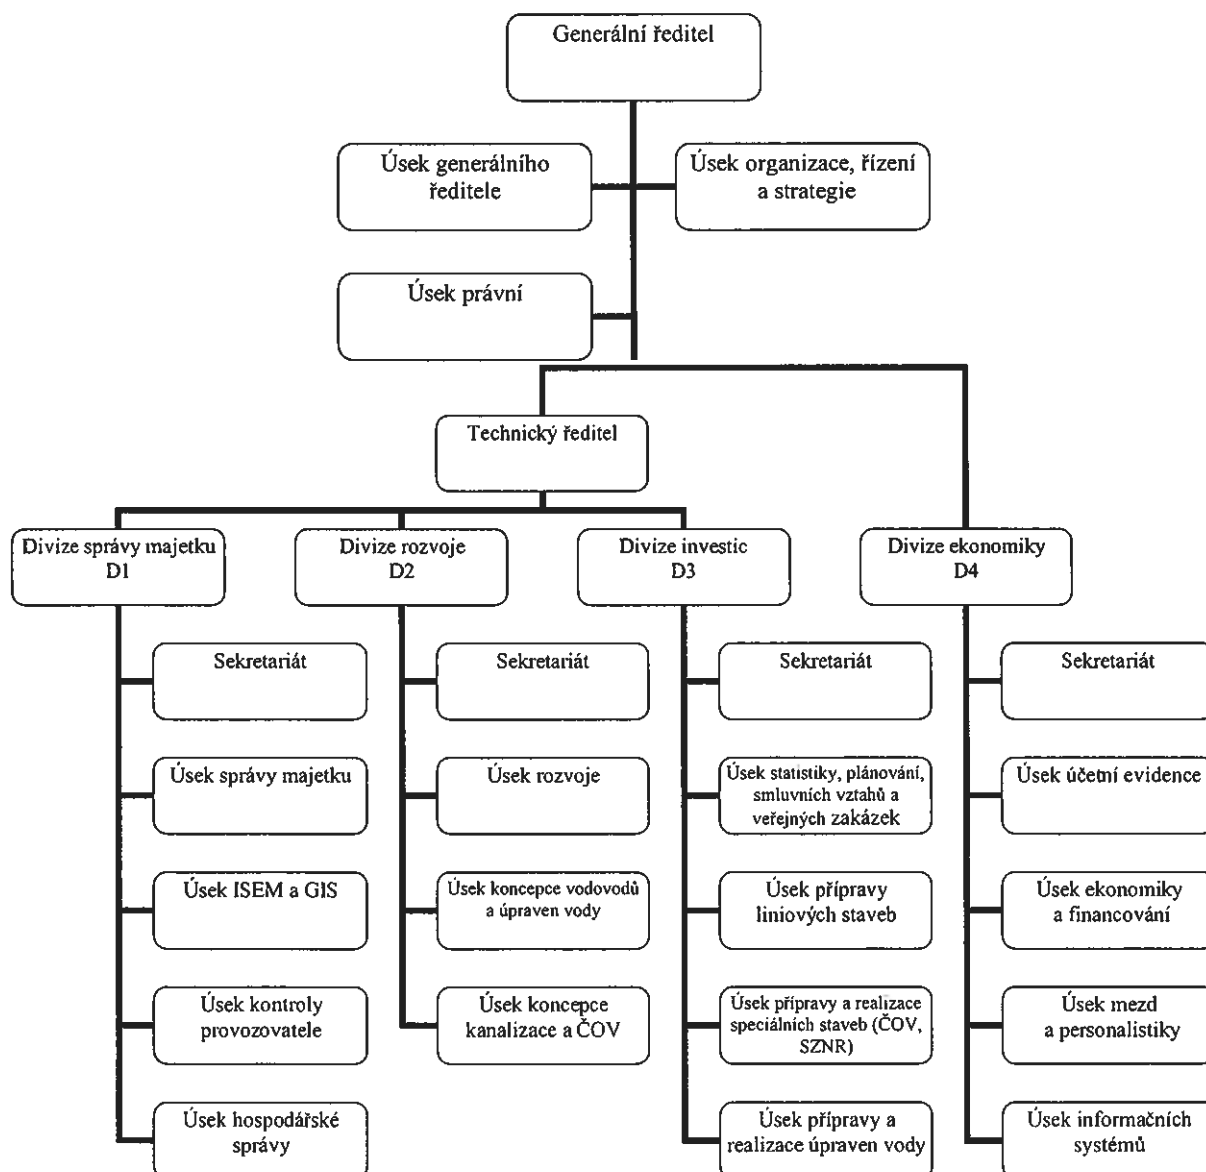 Generální ředitel
Úsek generálního
ředitele
Úsek organizace, řízení
a strategie
Úsek právní
Technický ředitel
Divize správy majetku
D1
Divize rozvoje
D2
Divize investic
D3
Divize ekonomiky
D4
Sekretariát
Úsek správy majetku
Úsek ISEM a GIS
Úsek kontroly
provozovatele
Úsek hospodářské
správy
Sekretariát
Úsek rozvoje
Úsek koncepce vodovodů
a úpraven vody
Úsek koncepce
kanalizace a ČOV
Sekretariát
Úsek statistiky, plánování,
smluvních vztahů a
veřejných zakázek
Úsek přípravy
liniových staveb
Úsek přípravy a realizace
speciálních staveb (ČOV,
SZNR)
Úsek přípravy a
realizace úpraven vody
Sekretariát
Úsek účetní evidence
Úsek ekonomiky
a financování
Úsek mezd
a personalistiky
Úsek informačních
systémů